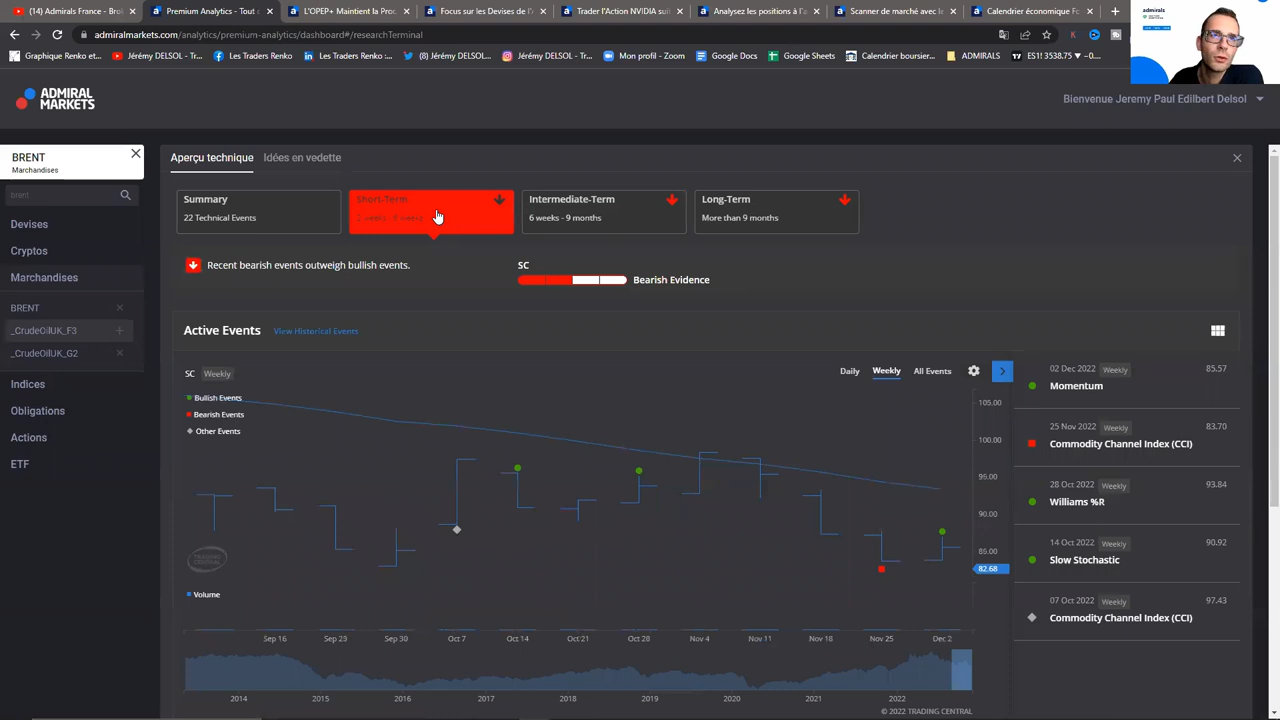 (14) Admirals France - Brok
Premium Analytics - Tout e
L'OPEP+ Maintient la Proc
Focus sur les Devises de l'
Trader l'Action NVIDIA sui
Analysez les positions à l'a
Scanner de marché avec le
Calendrier économique Fo
admiralmarkets.com/analytics/premium-analytics/dashboard#/researchTerminal
Graphique Renko et
Jérémy DELSOL -
Les Traders Renko
Les Traders Renko:
(8) Jérémy DELSOL
Jérémy DELSOL -
Mon profil - Zoom
Google Docs
Google Sheets
Calendrier boursier...
ADMIRALS
ES1! 3538.75 ▼ −0...
admirals
ADMIRAL
MARKETS
Bienvenue Jeremy Paul Edilbert Delsol
BRENT
Marchandises
brent
Devises
Cryptos
Marchandises
BRENT
_CrudeOilUK_F3
_CrudeOilUK_G2
Indices
Obligations
Actions
ETF
Aperçu technique
Idées en vedette
Summary
22 Technical Events
Short-Term
2 weeks - 6 weeks
Intermediate-Term
6 weeks - 9 months
Long-Term
More than 9 months
Recent bearish events outweigh bullish events.
SC
Bearish Evidence
Active Events
View Historical Events
SC Weekly
Daily
Weekly
All Events
Bullish Events
Bearish Events
Other Events
105.00
100.00
95.00
90.00
85.00
82.68
TRADING
CENTRAL
Volume
Sep 16
Sep 23
Sep 30
Oct 7
Oct 14
Oct 21
Oct 28
Nov 4
Nov 11
Nov 18
Nov 25
Dec 2
2014
2015
2016
2017
2018
2019
2020
2021
2022
© 2022 TRADING CENTRAL
02 Dec 2022 Weekly 85.57
Momentum
25 Nov 2022 Weekly 83.70
Commodity Channel Index (CCI)
28 Oct 2022 Weekly 93.84
Williams %R
14 Oct 2022 Weekly 90.92
Slow Stochastic
07 Oct 2022 Weekly 97.43
Commodity Channel Index (CCI)